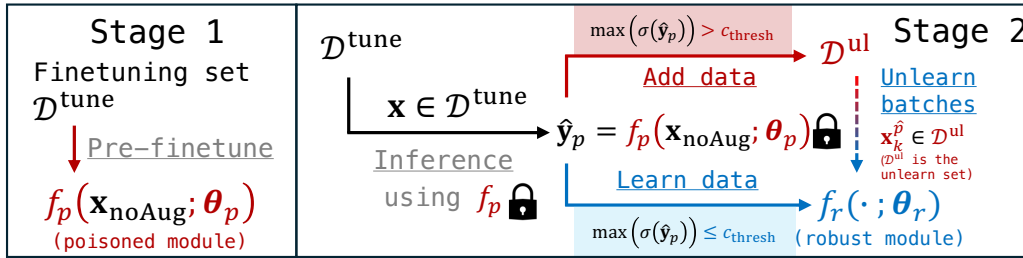 Stage 1
Finetuning set
𝒟^tune
Pre-finetune
f_p(x_noAug; θ_p)
(poisoned module)
Stage 2
𝒟^tune
x ∈ 𝒟^tune
Inference
using f_p
max(σ(ŷ_p)) > c_thresh
Add data
𝒟^ul
ŷ_p = f_p(x_noAug; θ_p)
Learn data
max(σ(ŷ_p)) ≤ c_thresh
Unlearn
batches
x_k^p̂ ∈ 𝒟^ul
(𝒟^ul is the
unlearn set)
f_r(· ; θ_r)
(robust module)